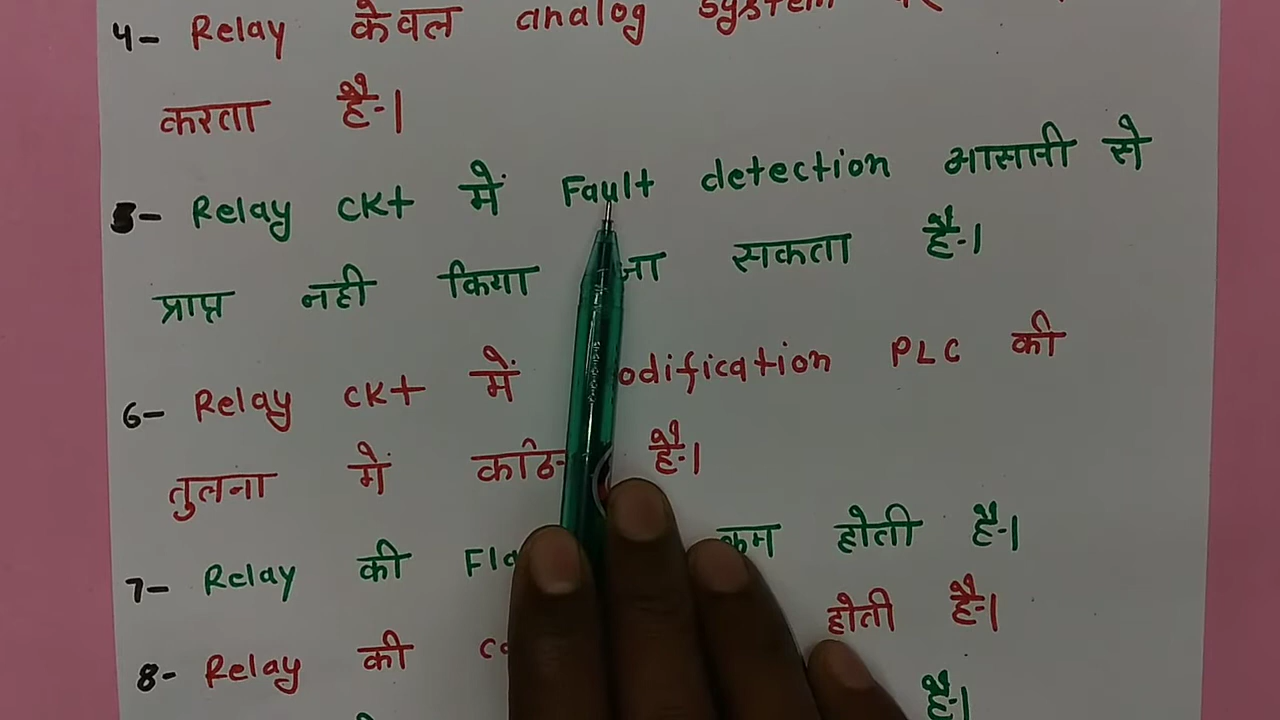 4- Relay केवल analog system
करता है।
5- Relay CKt में Fault detection आसानी से
प्राप्त नही किया जा सकता है।
6- Relay CKt में PLC की
तुलना में है।
7- Relay की कम होती है।
8- Relay की होती है।
है।